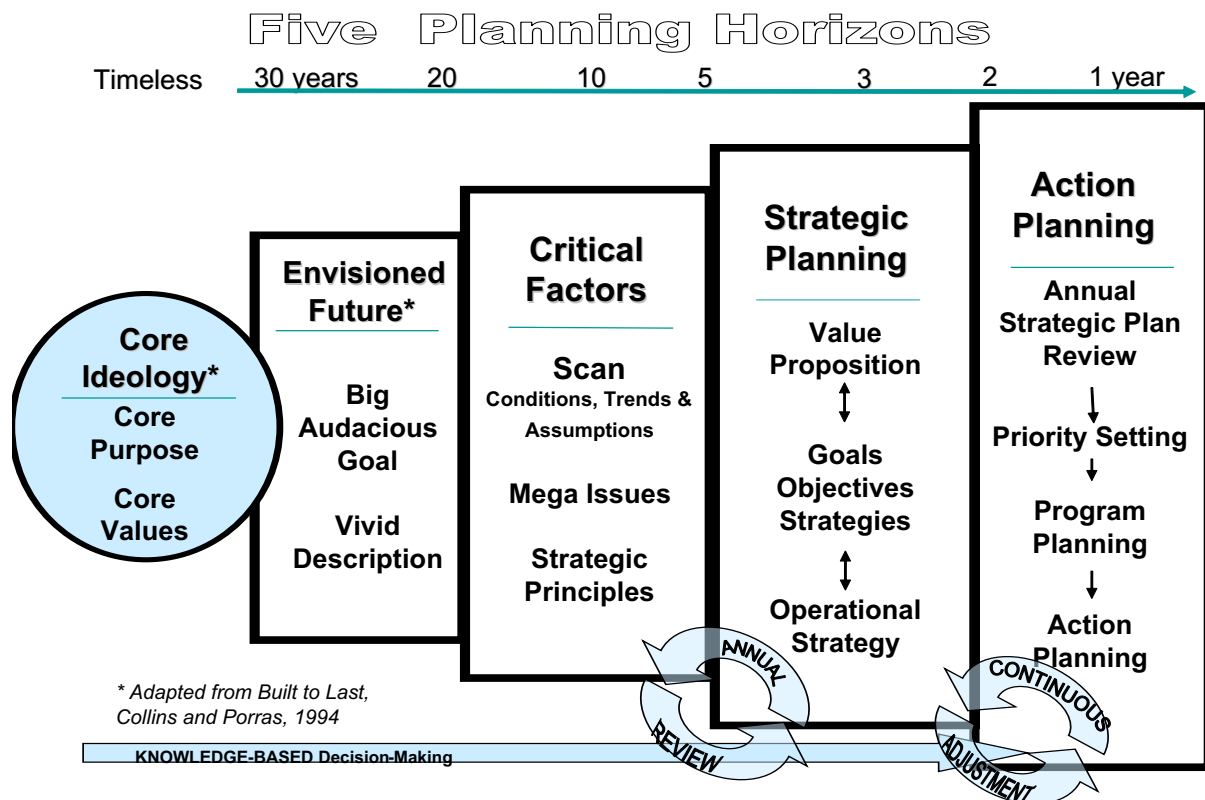 Five Planning Horizons
Timeless 30 years 20 10 5 3 2 1 year
Core
Ideology*
Core
Purpose
Core
Values
Envisioned
Future*
Big
Audacious
Goal
Vivid
Description
Critical
Factors
Scan
Conditions, Trends &
Assumptions
Mega Issues
Strategic
Principles
Strategic
Planning
Value
Proposition
Goals
Objectives
Strategies
Operational
Strategy
Action
Planning
Annual
Strategic Plan
Review
Priority Setting
Program
Planning
Action
Planning
ANNUAL
REVIEW
CONTINUOUS
ADJUSTMENT
* Adapted from Built to Last,
Collins and Porras, 1994
KNOWLEDGE-BASED Decision-Making